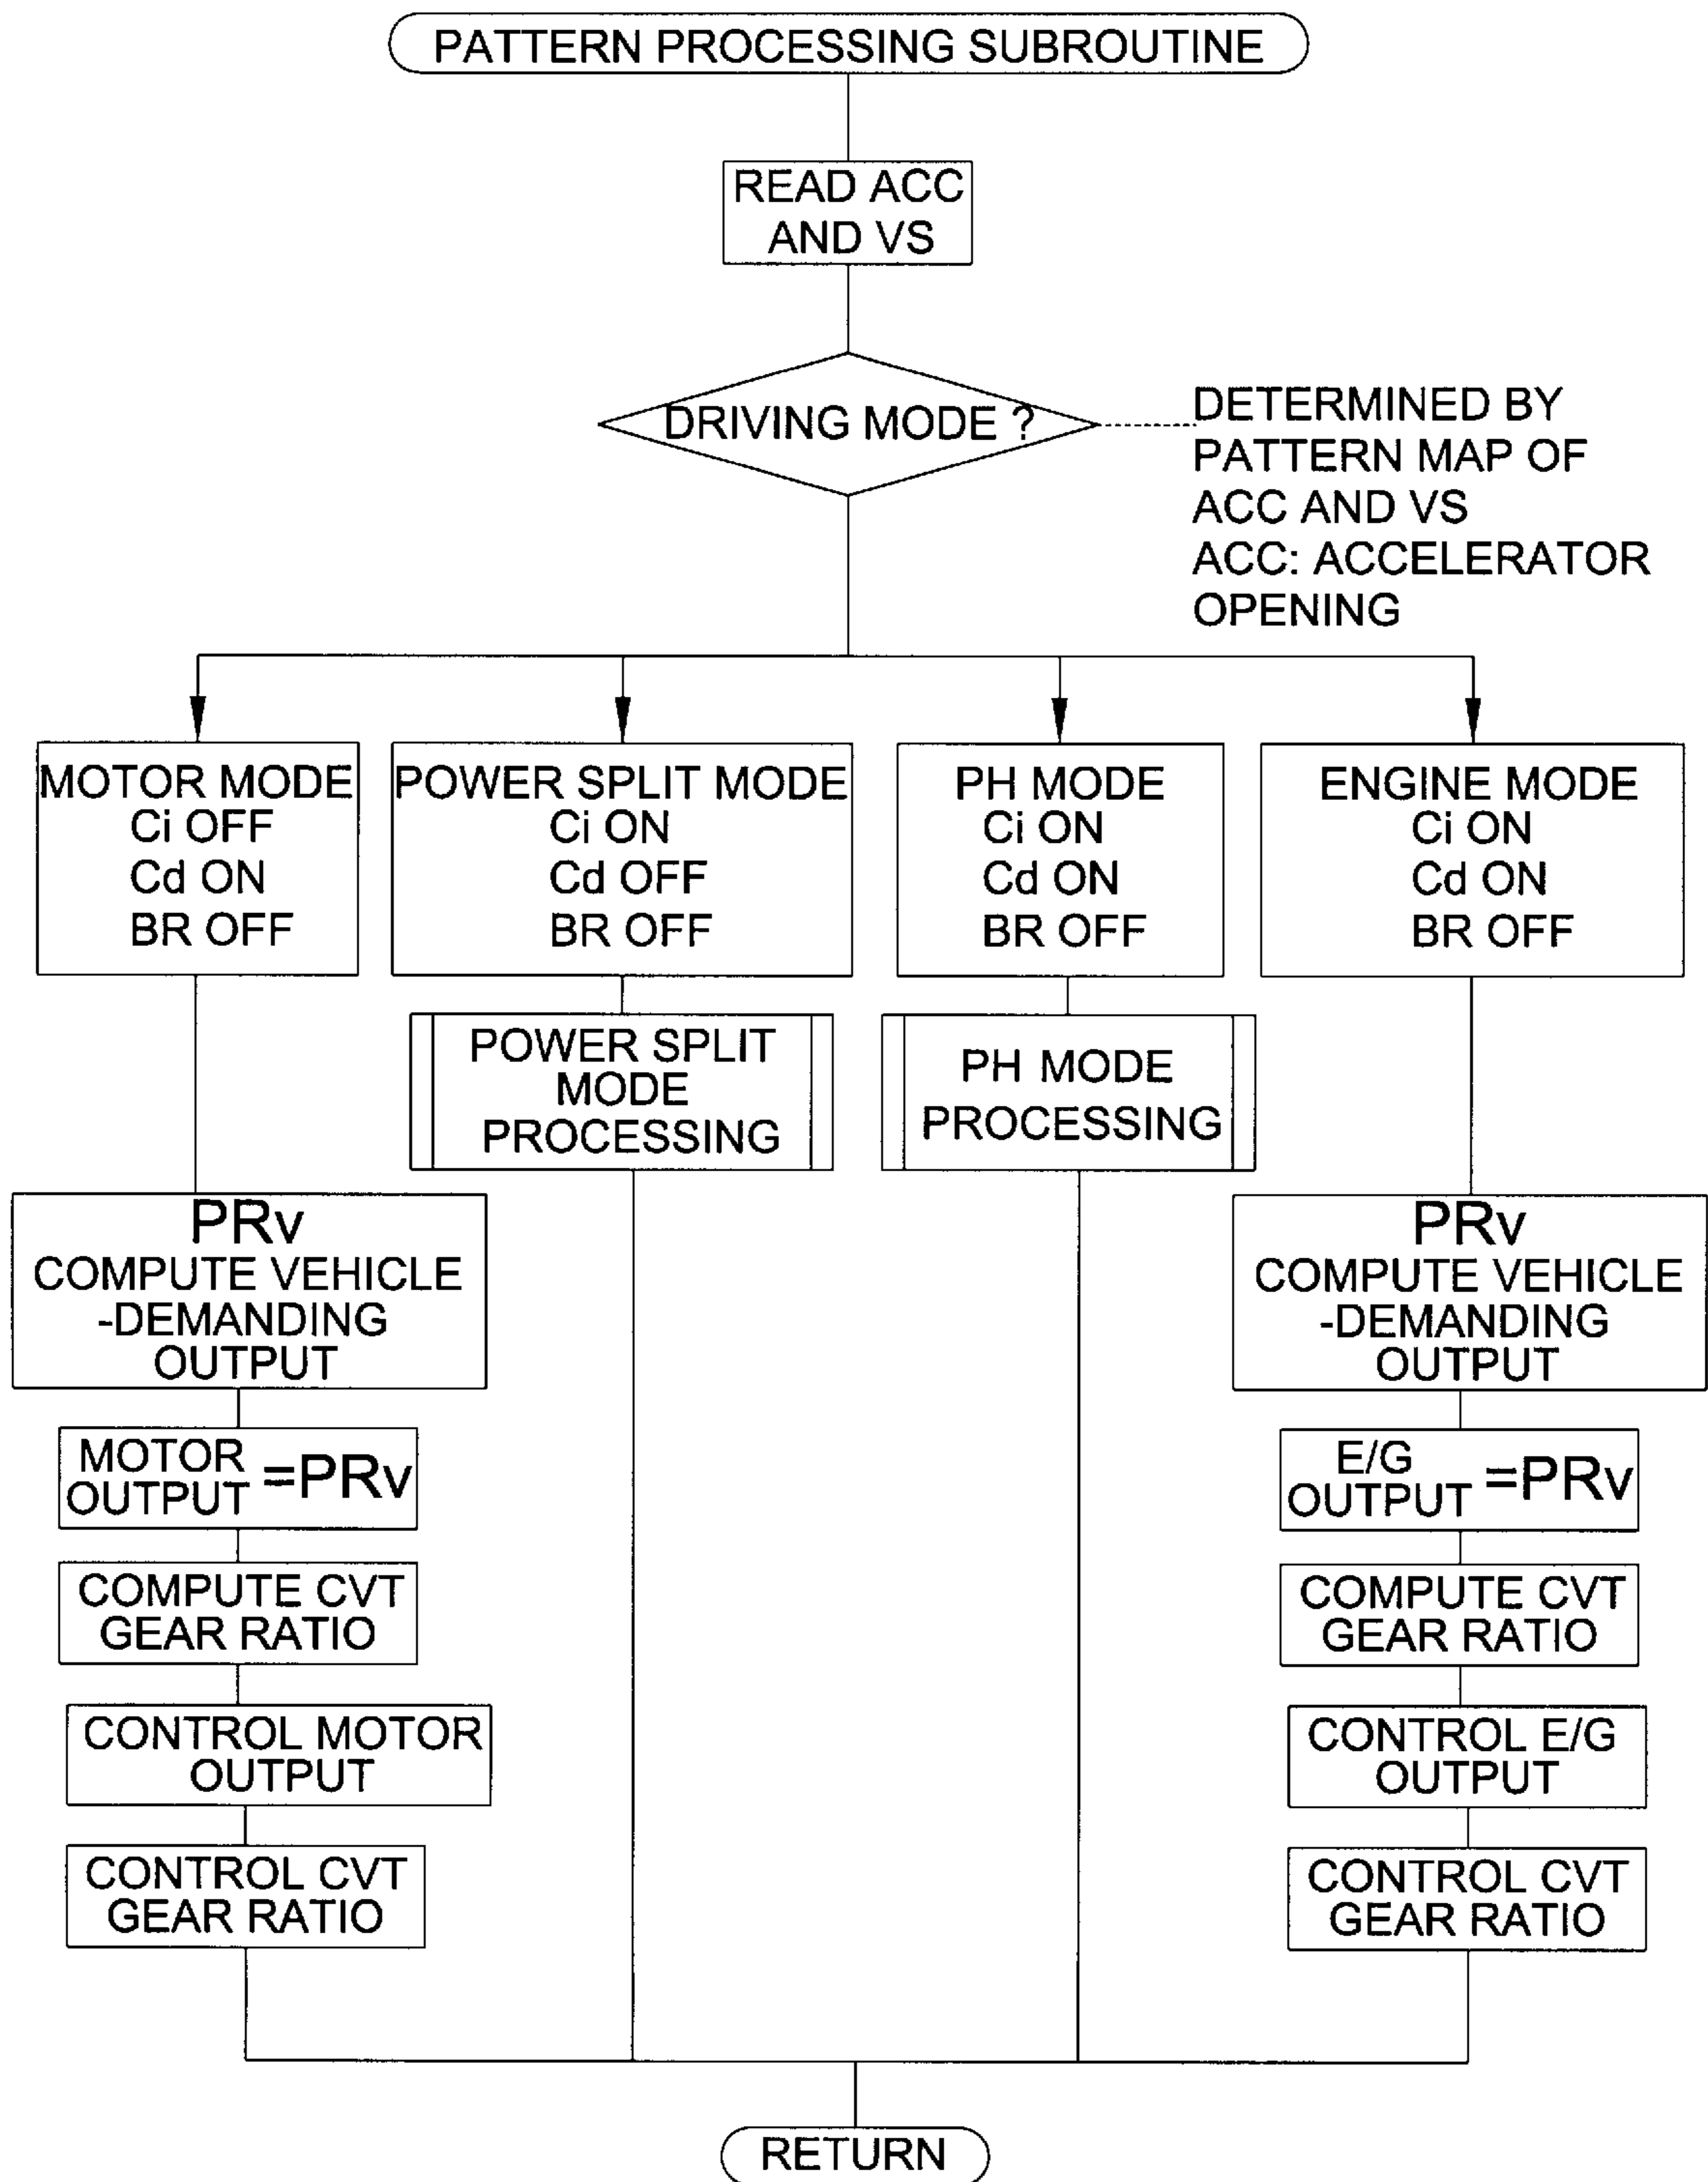 PATTERN PROCESSING SUBROUTINE
READ ACC
AND VS
DRIVING MODE ?
DETERMINED BY
PATTERN MAP OF
ACC AND VS
ACC: ACCELERATOR
OPENING
MOTOR MODE
Ci OFF
Cd ON
BR OFF
POWER SPLIT MODE
Ci ON
Cd OFF
BR OFF
PH MODE
Ci ON
Cd ON
BR OFF
ENGINE MODE
Ci ON
Cd ON
BR OFF
POWER SPLIT
MODE
PROCESSING
PH MODE
PROCESSING
PRv
COMPUTE VEHICLE
-DEMANDING
OUTPUT
MOTOR
OUTPUT =PRv
COMPUTE CVT
GEAR RATIO
CONTROL MOTOR
OUTPUT
CONTROL CVT
GEAR RATIO
PRv
COMPUTE VEHICLE
-DEMANDING
OUTPUT
E/G
OUTPUT =PRv
COMPUTE CVT
GEAR RATIO
CONTROL E/G
OUTPUT
CONTROL CVT
GEAR RATIO
RETURN